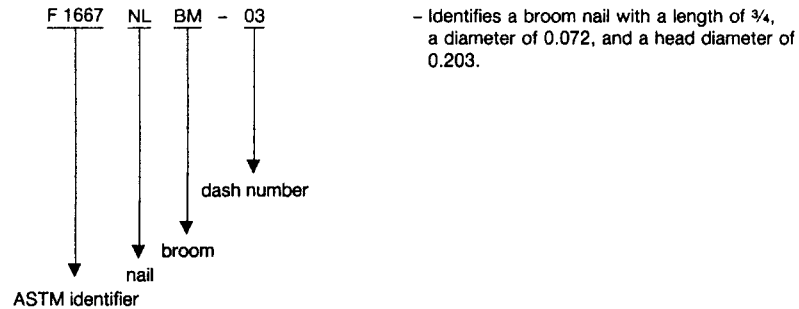 F 1667 NL BM - 03
– Identifies a broom nail with a length of ¾,
a diameter of 0.072, and a head diameter of
0.203.
dash number
broom
nail
ASTM identifier